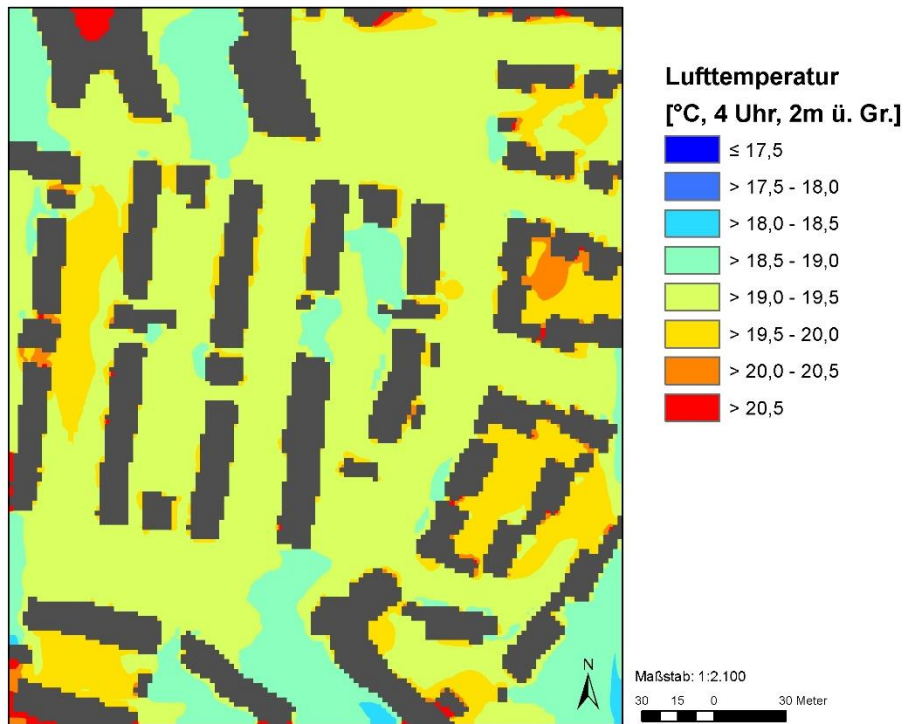 Lufttemperatur
[°C, 4 Uhr, 2m ü. Gr.]
≤ 17,5
> 17,5 - 18,0
> 18,0 - 18,5
> 18,5 - 19,0
> 19,0 - 19,5
> 19,5 - 20,0
> 20,0 - 20,5
> 20,5
N
Maßstab: 1:2.100
30 15 0 30 Meter